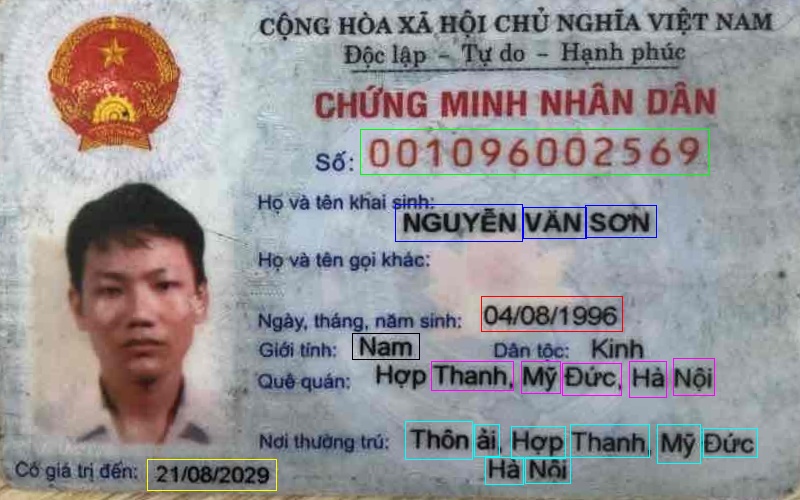 CỘNG HÒA XÃ HỘI CHỦ NGHĨA VIỆT NAM
Độc lập - Tự do - Hạnh phúc
CHỨNG MINH NHÂN DÂN
Số: 001096002569
Họ và tên khai sinh:
NGUYỄN VĂN SƠN
Họ và tên gọi khác:
Ngày, tháng, năm sinh: 04/08/1996
Giới tính: Nam Dân tộc: Kinh
Quê quán: Hợp Thanh, Mỹ Đức, Hà Nội
Nơi thường trú: Thôn ải, Hợp Thanh, Mỹ Đức
Hà Nội
Có giá trị đến: 21/08/2029